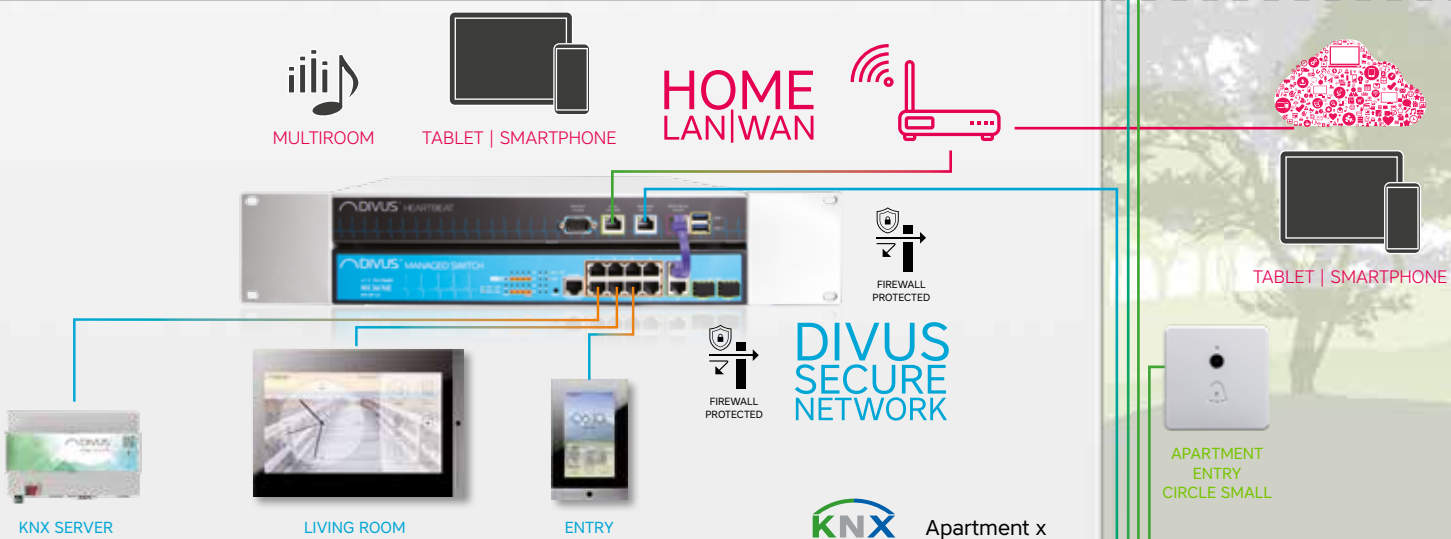 MULTIROOM
TABLET | SMARTPHONE
HOME
LAN|WAN
TABLET | SMARTPHONE
DIVUS HEARTBEAT
DIVUS MANAGED SWITCH
FIREWALL
PROTECTED
FIREWALL
PROTECTED
DIVUS
SECURE
NETWORK
DIVUS
APARTMENT
ENTRY
CIRCLE SMALL
KNX SERVER
LIVING ROOM
ENTRY
KNX
Apartment x